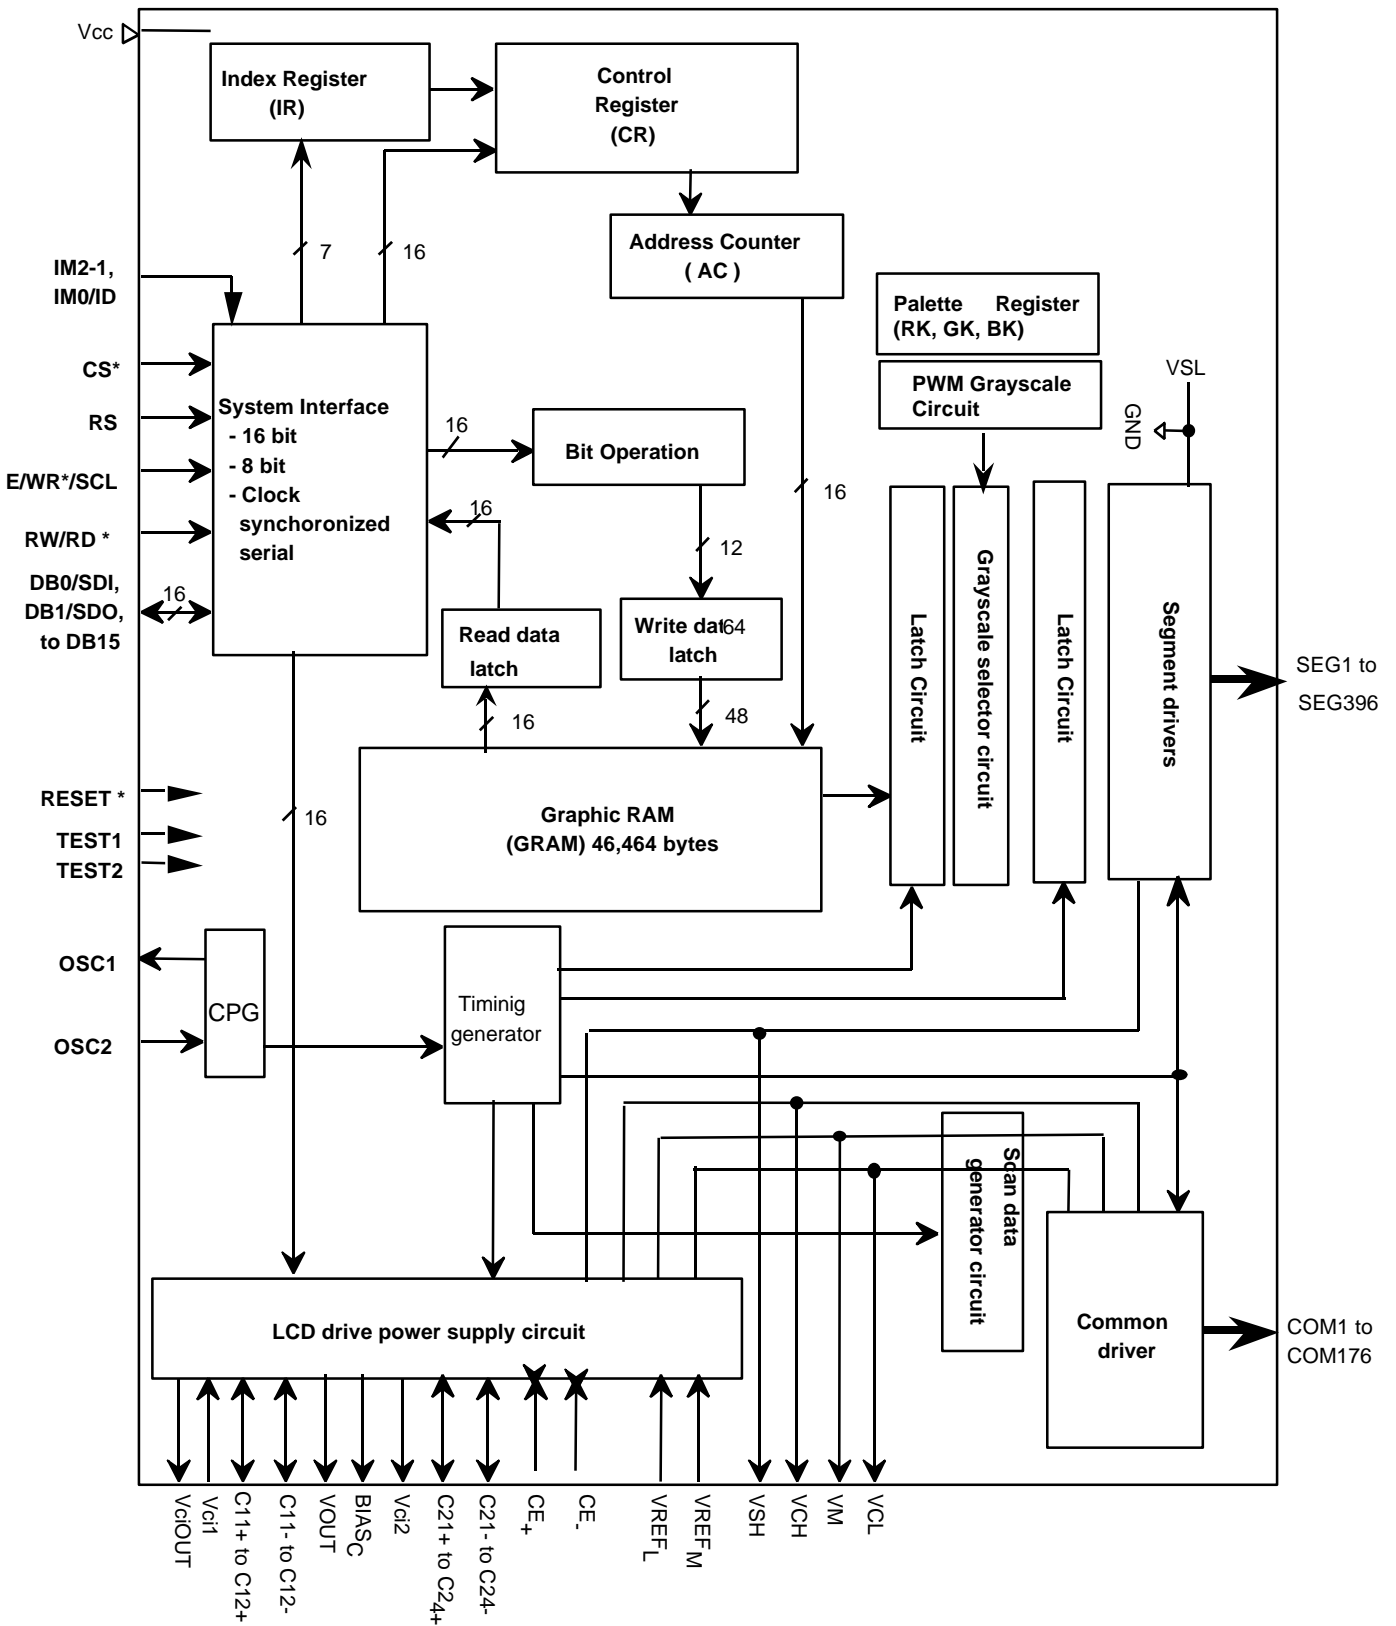 Vcc
Index Register
(IR)
Control
Register
(CR)
7
16
Address Counter
( AC )
IM2-1,
IM0/ID
Palette Register
(RK, GK, BK)
PWM Grayscale
Circuit
VSL
GND
CS*
RS
E/WR*/SCL
RW/RD *
DB0/SDI,
DB1/SDO,
to DB15
16
System Interface
- 16 bit
- 8 bit
- Clock
synchoronized
serial
16
Bit Operation
16
16
12
Read data
latch
Write dat64
latch
16
48
Latch Circuit
Grayscale selector circuit
Latch Circuit
Segment drivers
SEG1 to
SEG396
RESET *
TEST1
TEST2
16
Graphic RAM
(GRAM) 46,464 bytes
OSC1
OSC2
CPG
Timinig
generator
Scan data
generator circuit
Common
driver
COM1 to
COM176
LCD drive power supply circuit
VciOUT
Vci1
C11+ to C12+
C11- to C12-
VOUT
BIASC
Vci2
C21+ to C24+
C21- to C24-
CE+
CE-
VREFL
VREFM
VSH
VCH
VM
VCL